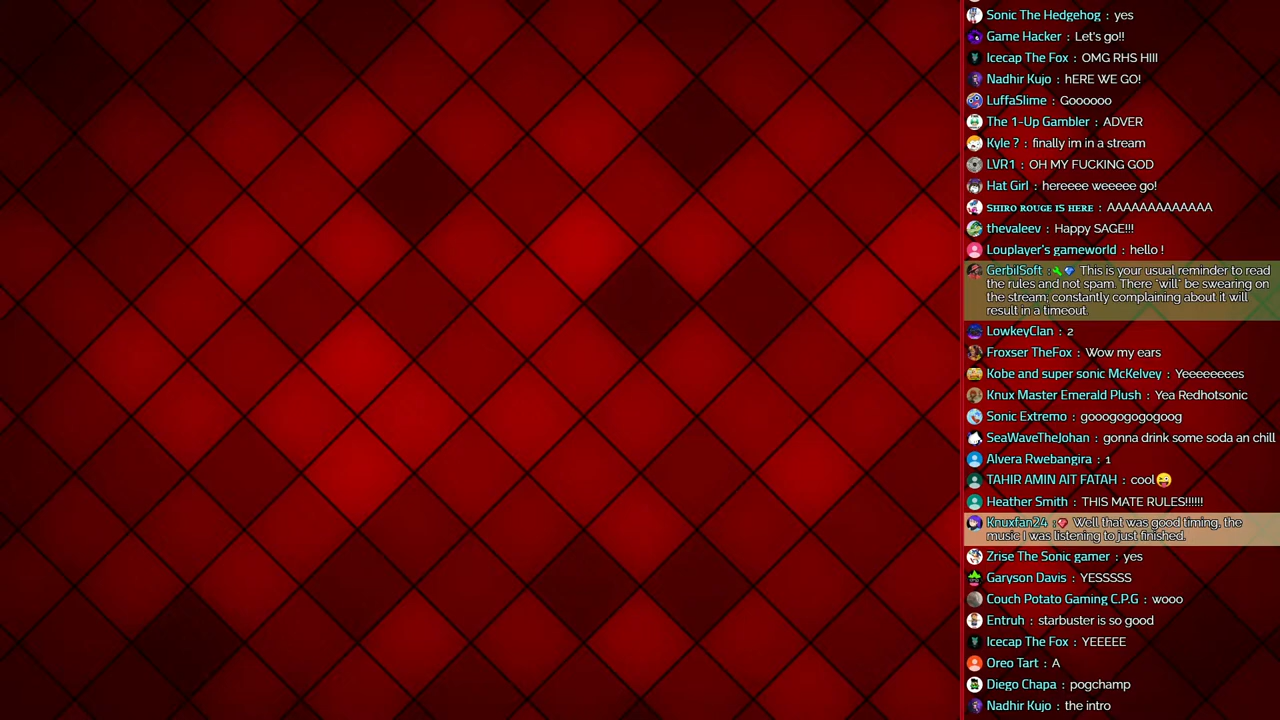 Sonic The Hedgehog : yes
Game Hacker : Let's go!!
Icecap The Fox : OMG RHS HIII
Nadhir Kujo : hERE WE GO!
LuffaSlime : Goooooo
The 1-Up Gambler : ADVER
Kyle ? : finally im in a stream
LVR1 : OH MY FUCKING GOD
Hat Girl : hereeee weeeee go!
SHIRO ROUGE IS HERE : AAAAAAAAAAAAA
thevaleev : Happy SAGE!!!
Louplayer's gameworld : hello !
GerbilSoft :🔧💎 This is your usual reminder to read
the rules and not spam. There *will* be swearing on
the stream; constantly complaining about it will
result in a timeout.
LowkeyClan : 2
Froxser TheFox : Wow my ears
Kobe and super sonic McKelvey : Yeeeeeeees
Knux Master Emerald Plush : Yea Redhotsonic
Sonic Extremo : gooogogogogoog
SeaWaveTheJohan : gonna drink some soda an chill
Alvera Rwebangira : 1
TAHIR AMIN AIT FATAH : cool😜
Heather Smith : THIS MATE RULES!!!!!!
Knuxfan24 : Well that was good timing, the
music I was listening to just finished.
Zrise The Sonic gamer : yes
Garyson Davis : YESSSSS
Couch Potato Gaming C.P.G : wooo
Entruh : starbuster is so good
Icecap The Fox : YEEEEE
Oreo Tart : A
Diego Chapa : pogchamp
Nadhir Kujo : the intro